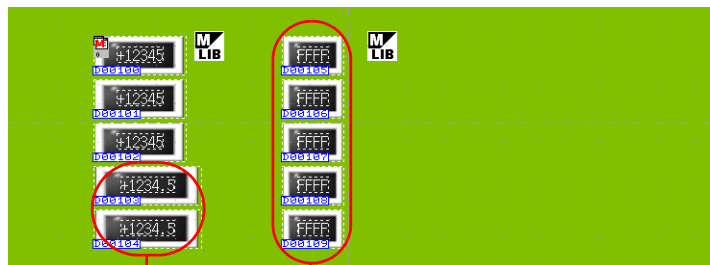 +12345
D00100
M LIB
FFFF
D00105
M LIB
+12345
D00101
FFFF
D00106
+12345
D00102
FFFF
D00107
+1234.5
D00103
FFFF
D00108
+1234.5
D00104
FFFF
D00109